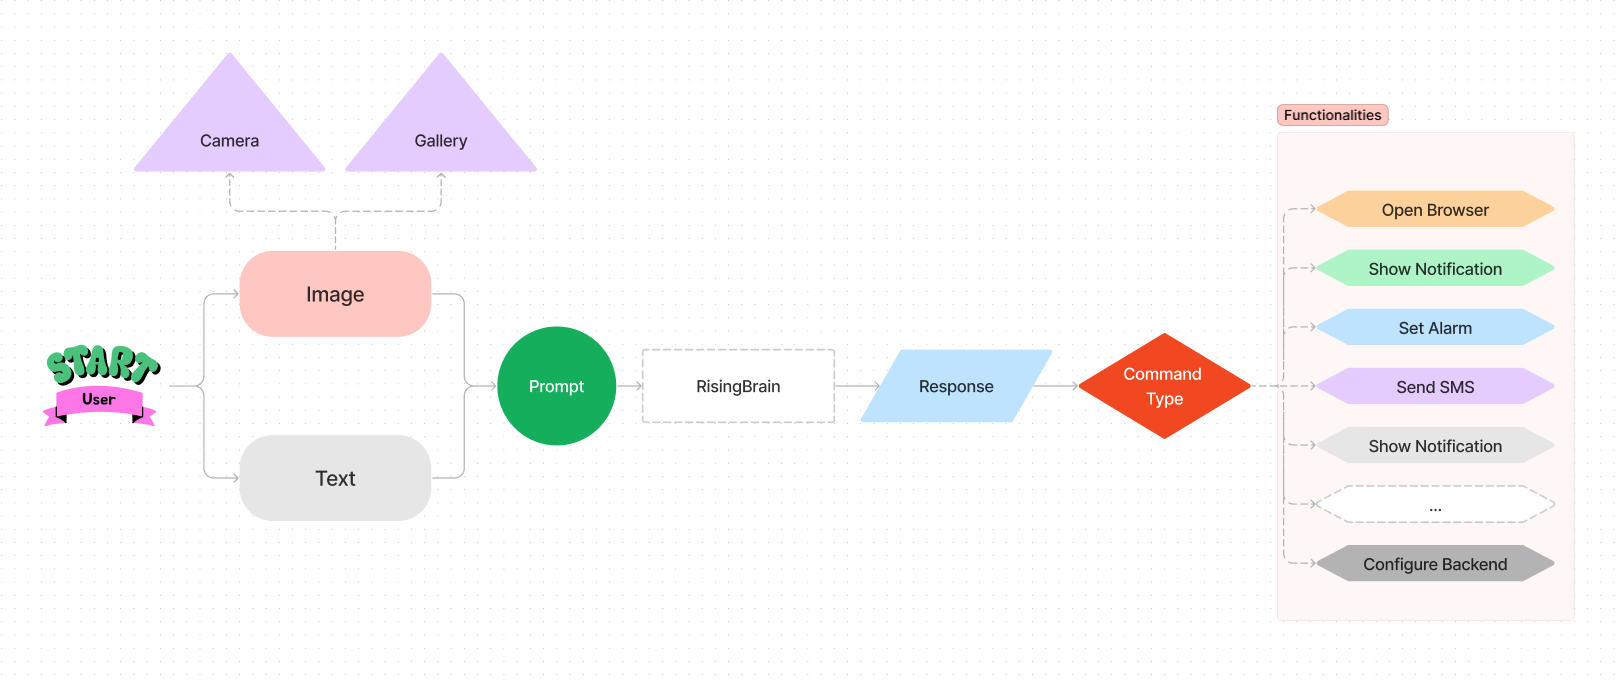 Camera
Gallery
Functionalities
Open Browser
Show Notification
Image
Set Alarm
START
User
Prompt
RisingBrain
Response
Command
Type
Send SMS
Show Notification
Text
...
Configure Backend